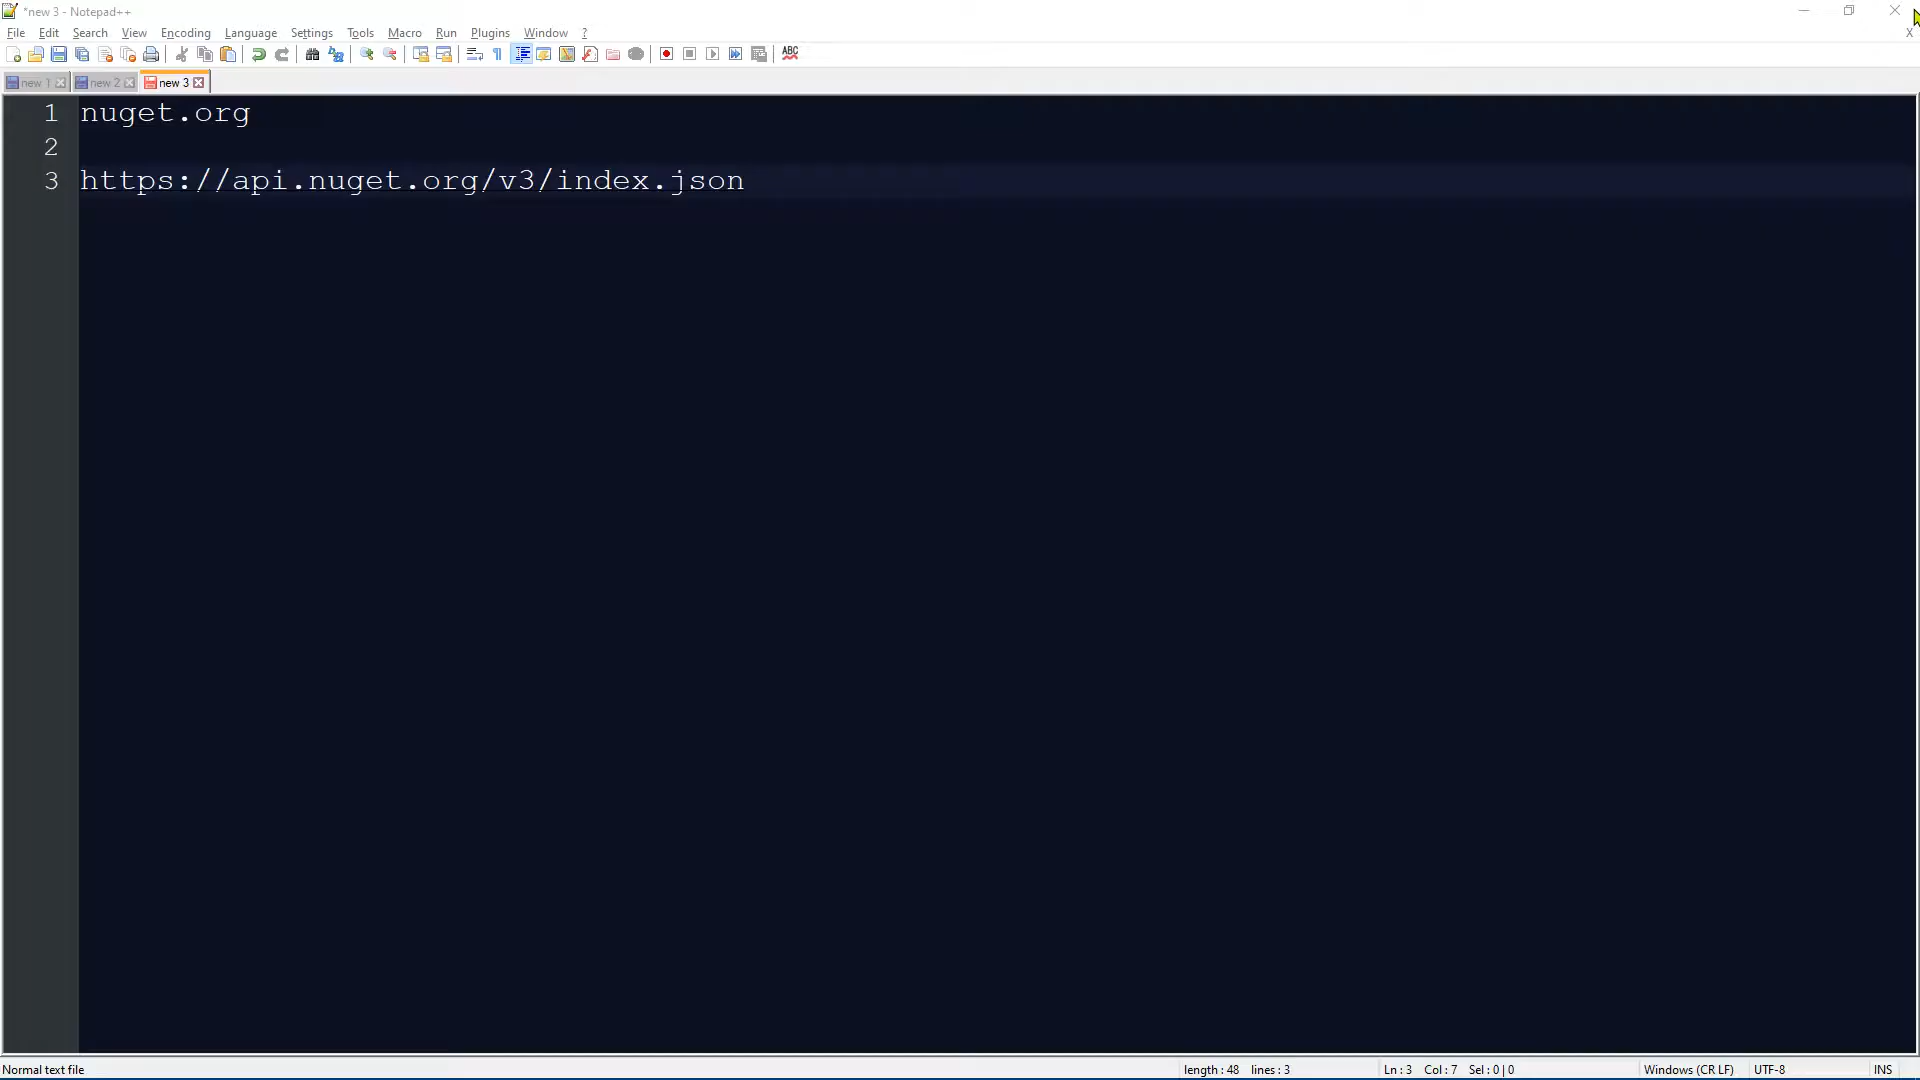 *new 3 - Notepad++
File Edit Search View Encoding Language Settings Tools Macro Run Plugins Window ?
X
ABC
new 1 new 2 new 3
1 nuget.org
2
3 https://api.nuget.org/v3/index.json
Normal text file length : 48 lines : 3 Ln : 3 Col : 7 Sel : 0 | 0 Windows (CR LF) UTF-8 INS